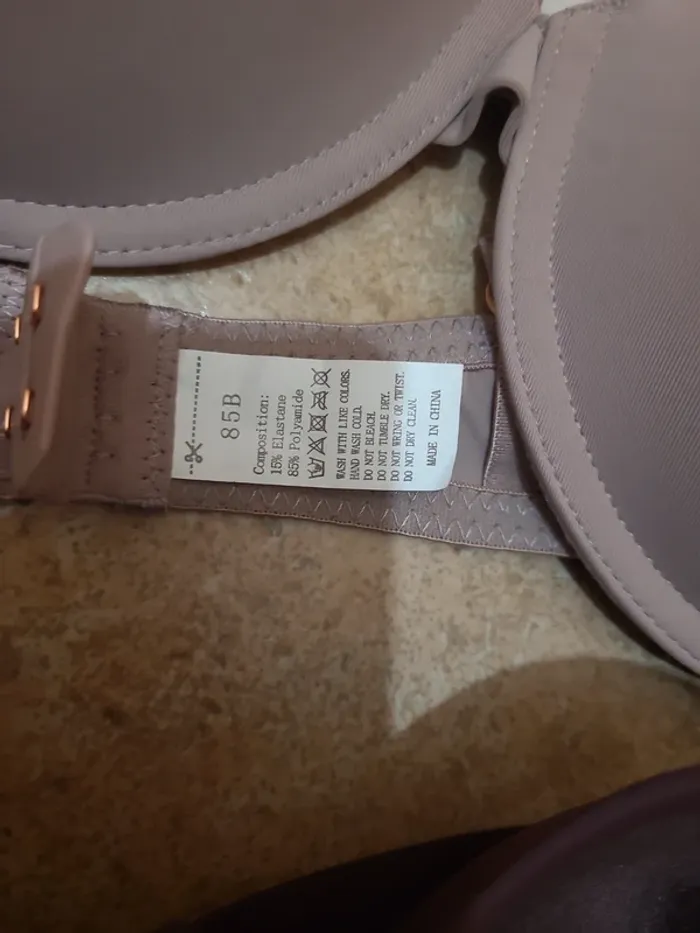 85B
Composition:
15% Elastane
85% Polyamide
WASH WITH LIKE COLORS.
HAND WASH COLD.
DO NOT BLEACH.
DO NOT TUMBLE DRY.
DO NOT WRING OR TWIST.
DO NOT DRY CLEAN.
MADE IN CHINA